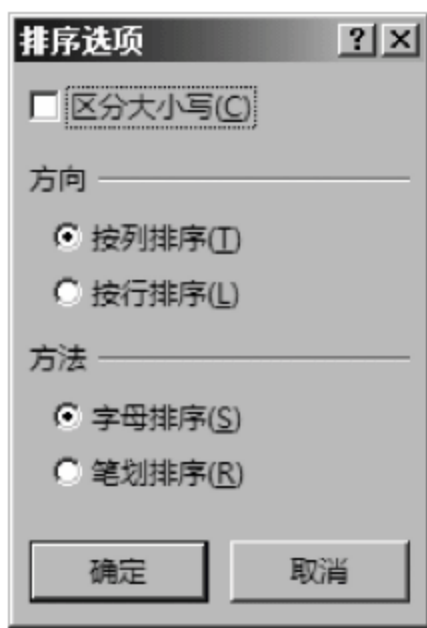 排序选项
区分大小写(C)
方向
按列排序(T)
按行排序(L)
方法
字母排序(S)
笔划排序(R)
确定 取消